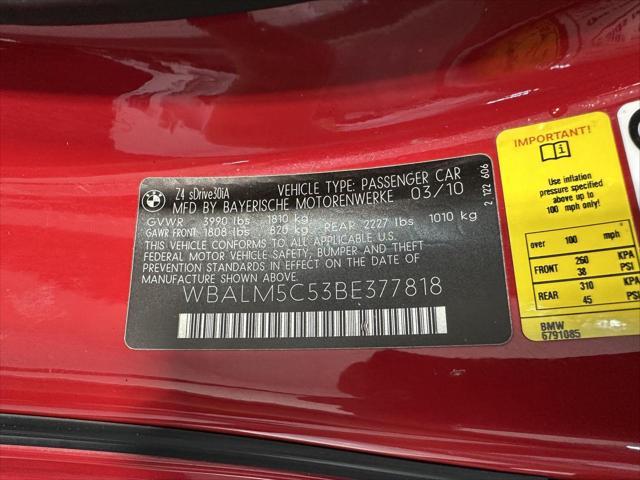 Z4 sDrive30iA VEHICLE TYPE: PASSENGER CAR
MFD BY BAYERISCHE MOTORENWERKE 03/10
GVWR 3990 lbs 1810 kg
GAWR FRONT 1808 lbs 820 kg REAR 2227 lbs 1010 kg
THIS VEHICLE CONFORMS TO ALL APPLICABLE U.S.
FEDERAL MOTOR VEHICLE SAFETY, BUMPER, AND THEFT
PREVENTION STANDARDS IN EFFECT ON THE DATE OF
MANUFACTURE SHOWN ABOVE.
WBALM5C53BE377818
2 122 606
IMPORTANT!
Use inflation
pressure specified
above up to
100 mph only!
over 100 mph
FRONT 260 KPA
38 PSI
REAR 310 KPA
45 PSI
BMW
6791085